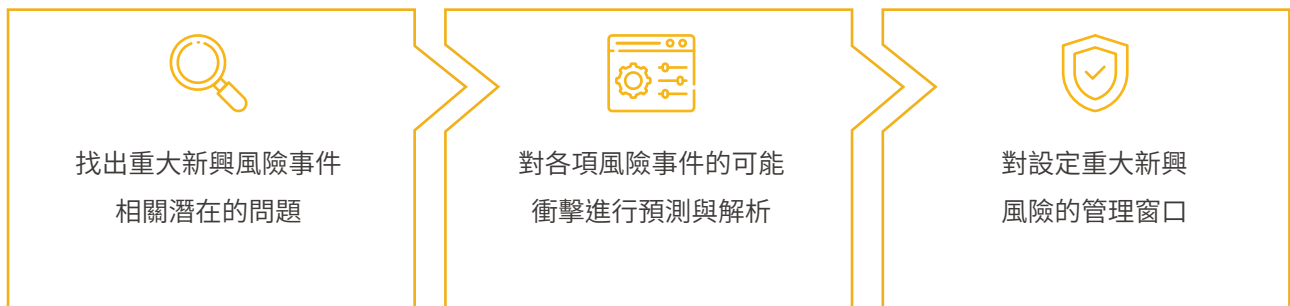 找出重大新興風險事件
相關潛在的問題
對各項風險事件的可能
衝擊進行預測與解析
對設定重大新興
風險的管理窗口